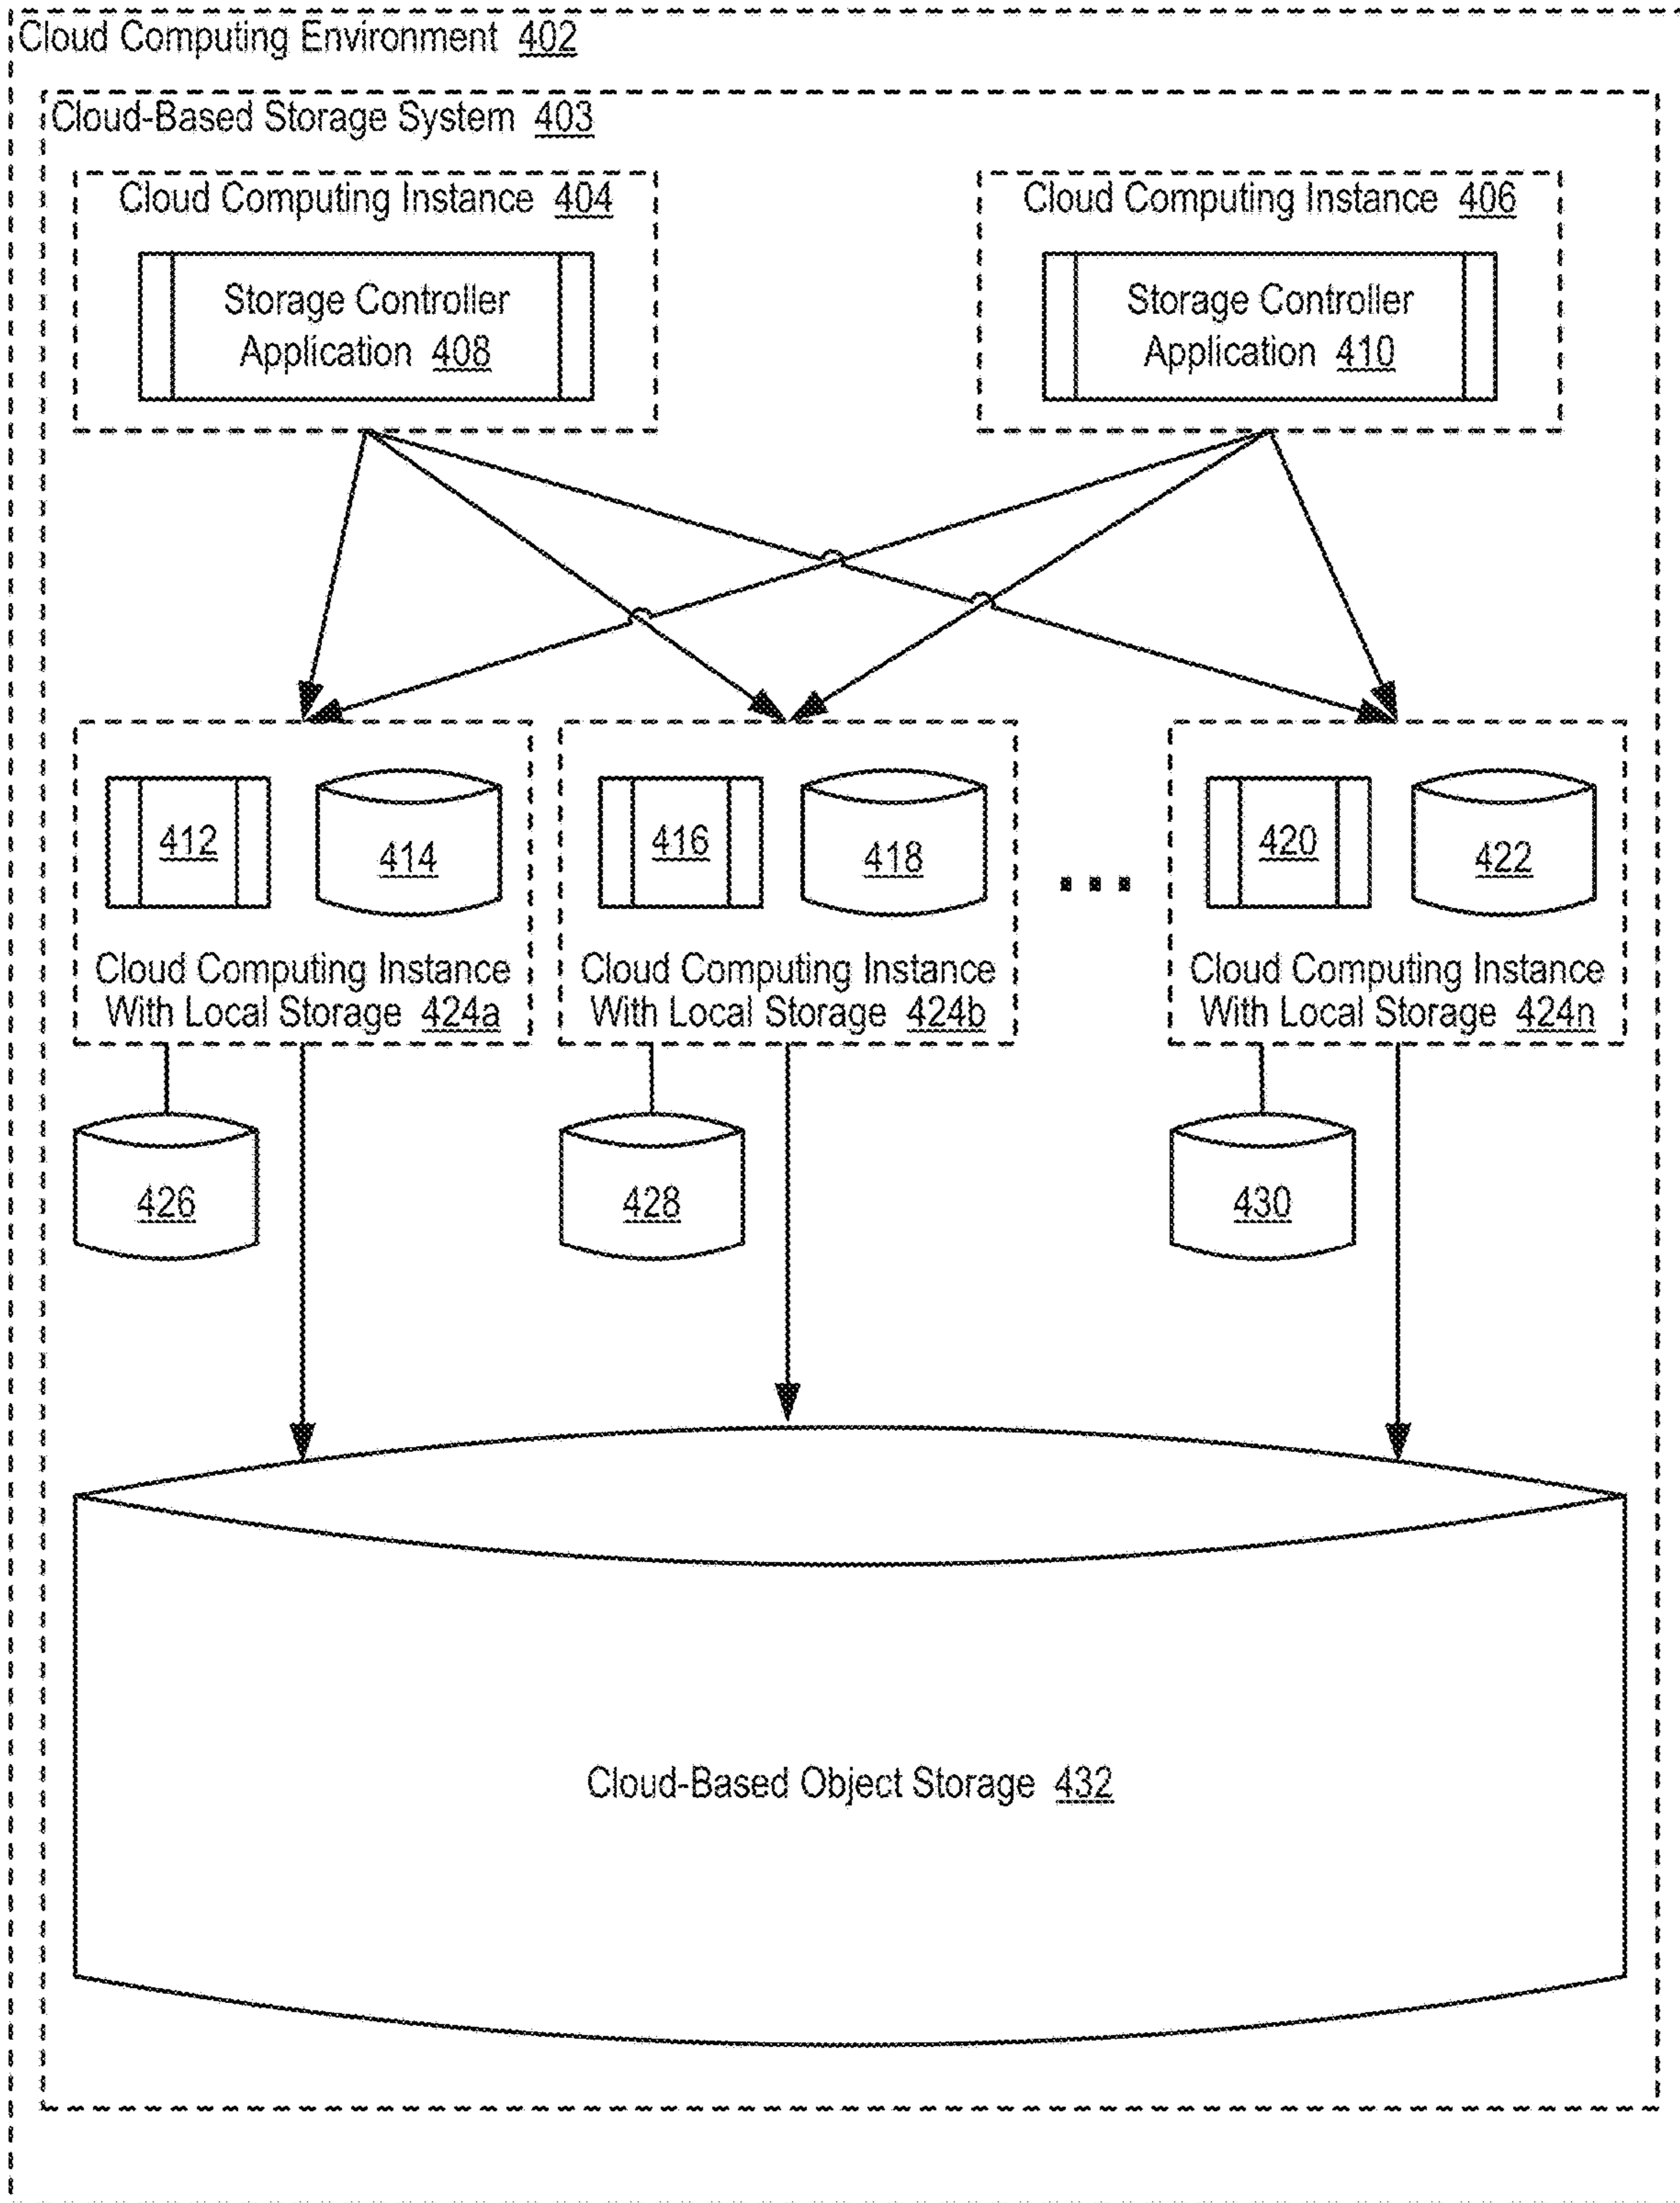 Cloud Computing Environment 402
Cloud-Based Storage System 403
Cloud Computing Instance 404
Storage Controller
Application 408
Cloud Computing Instance 406
Storage Controller
Application 410
412
414
Cloud Computing Instance
With Local Storage 424a
416
418
Cloud Computing Instance
With Local Storage 424b
...
420
422
Cloud Computing Instance
With Local Storage 424n
426
428
430
Cloud-Based Object Storage 432